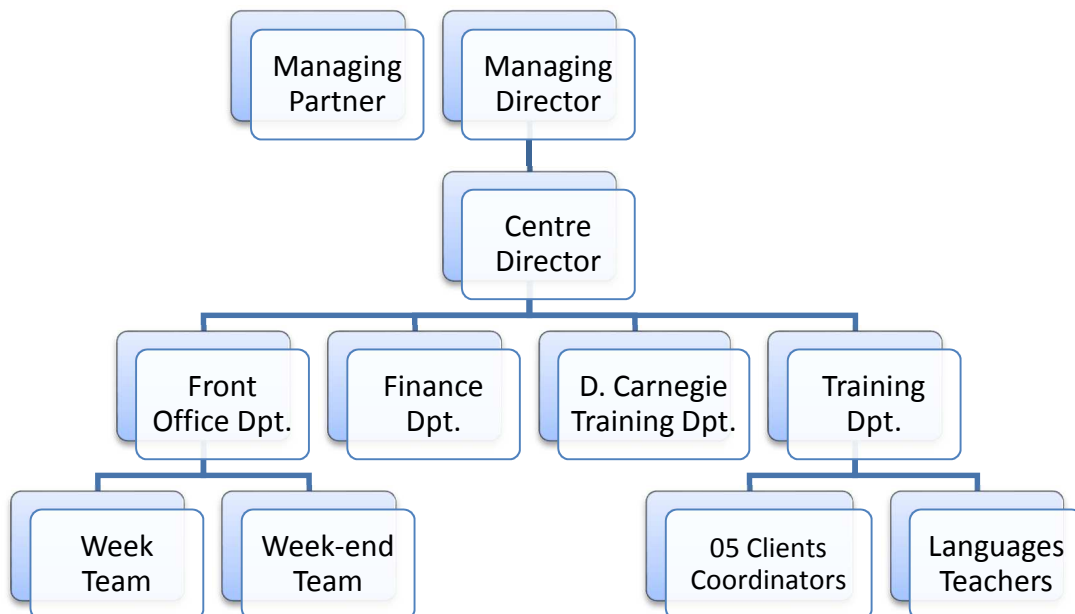 Managing
Partner
Managing
Director
Centre
Director
Front
Office Dpt.
Finance
Dpt.
D. Carnegie
Training Dpt.
Training
Dpt.
Week
Team
Week-end
Team
05 Clients
Coordinators
Languages
Teachers